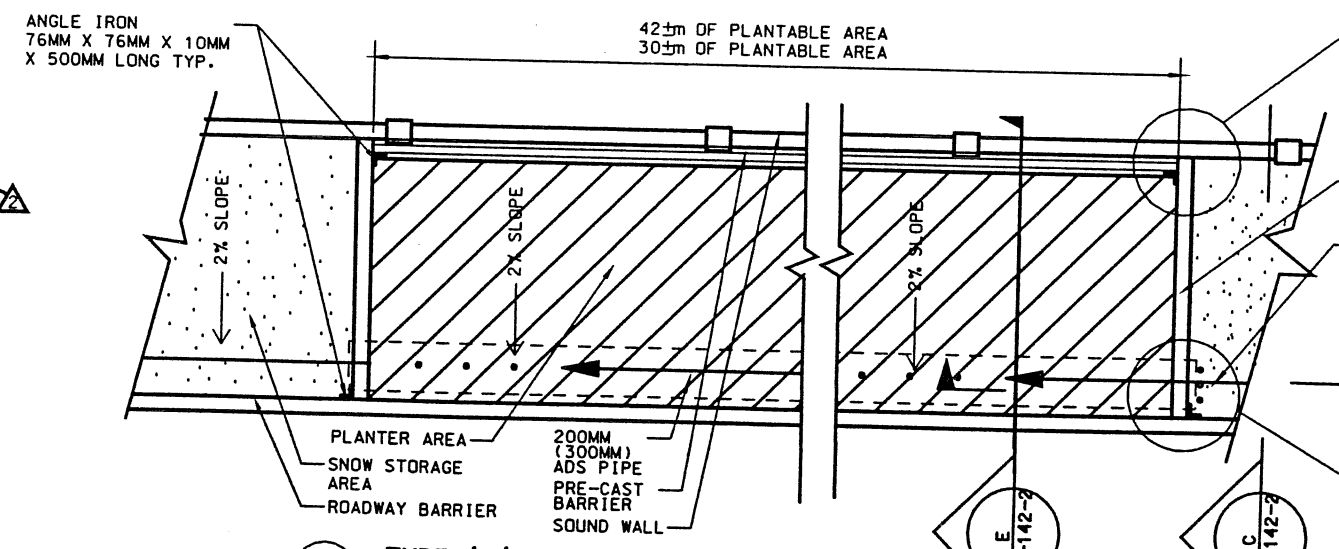 ANGLE IRON
76MM X 76MM X 10MM
X 500MM LONG TYP.
42±m OF PLANTABLE AREA
30±m OF PLANTABLE AREA
2
2% SLOPE
2% SLOPE
2% SLOPE
PLANTER AREA
SNOW STORAGE
AREA
ROADWAY BARRIER
200MM
(300MM)
ADS PIPE
PRE-CAST
BARRIER
SOUND WALL
E
-142-2
C
142-2